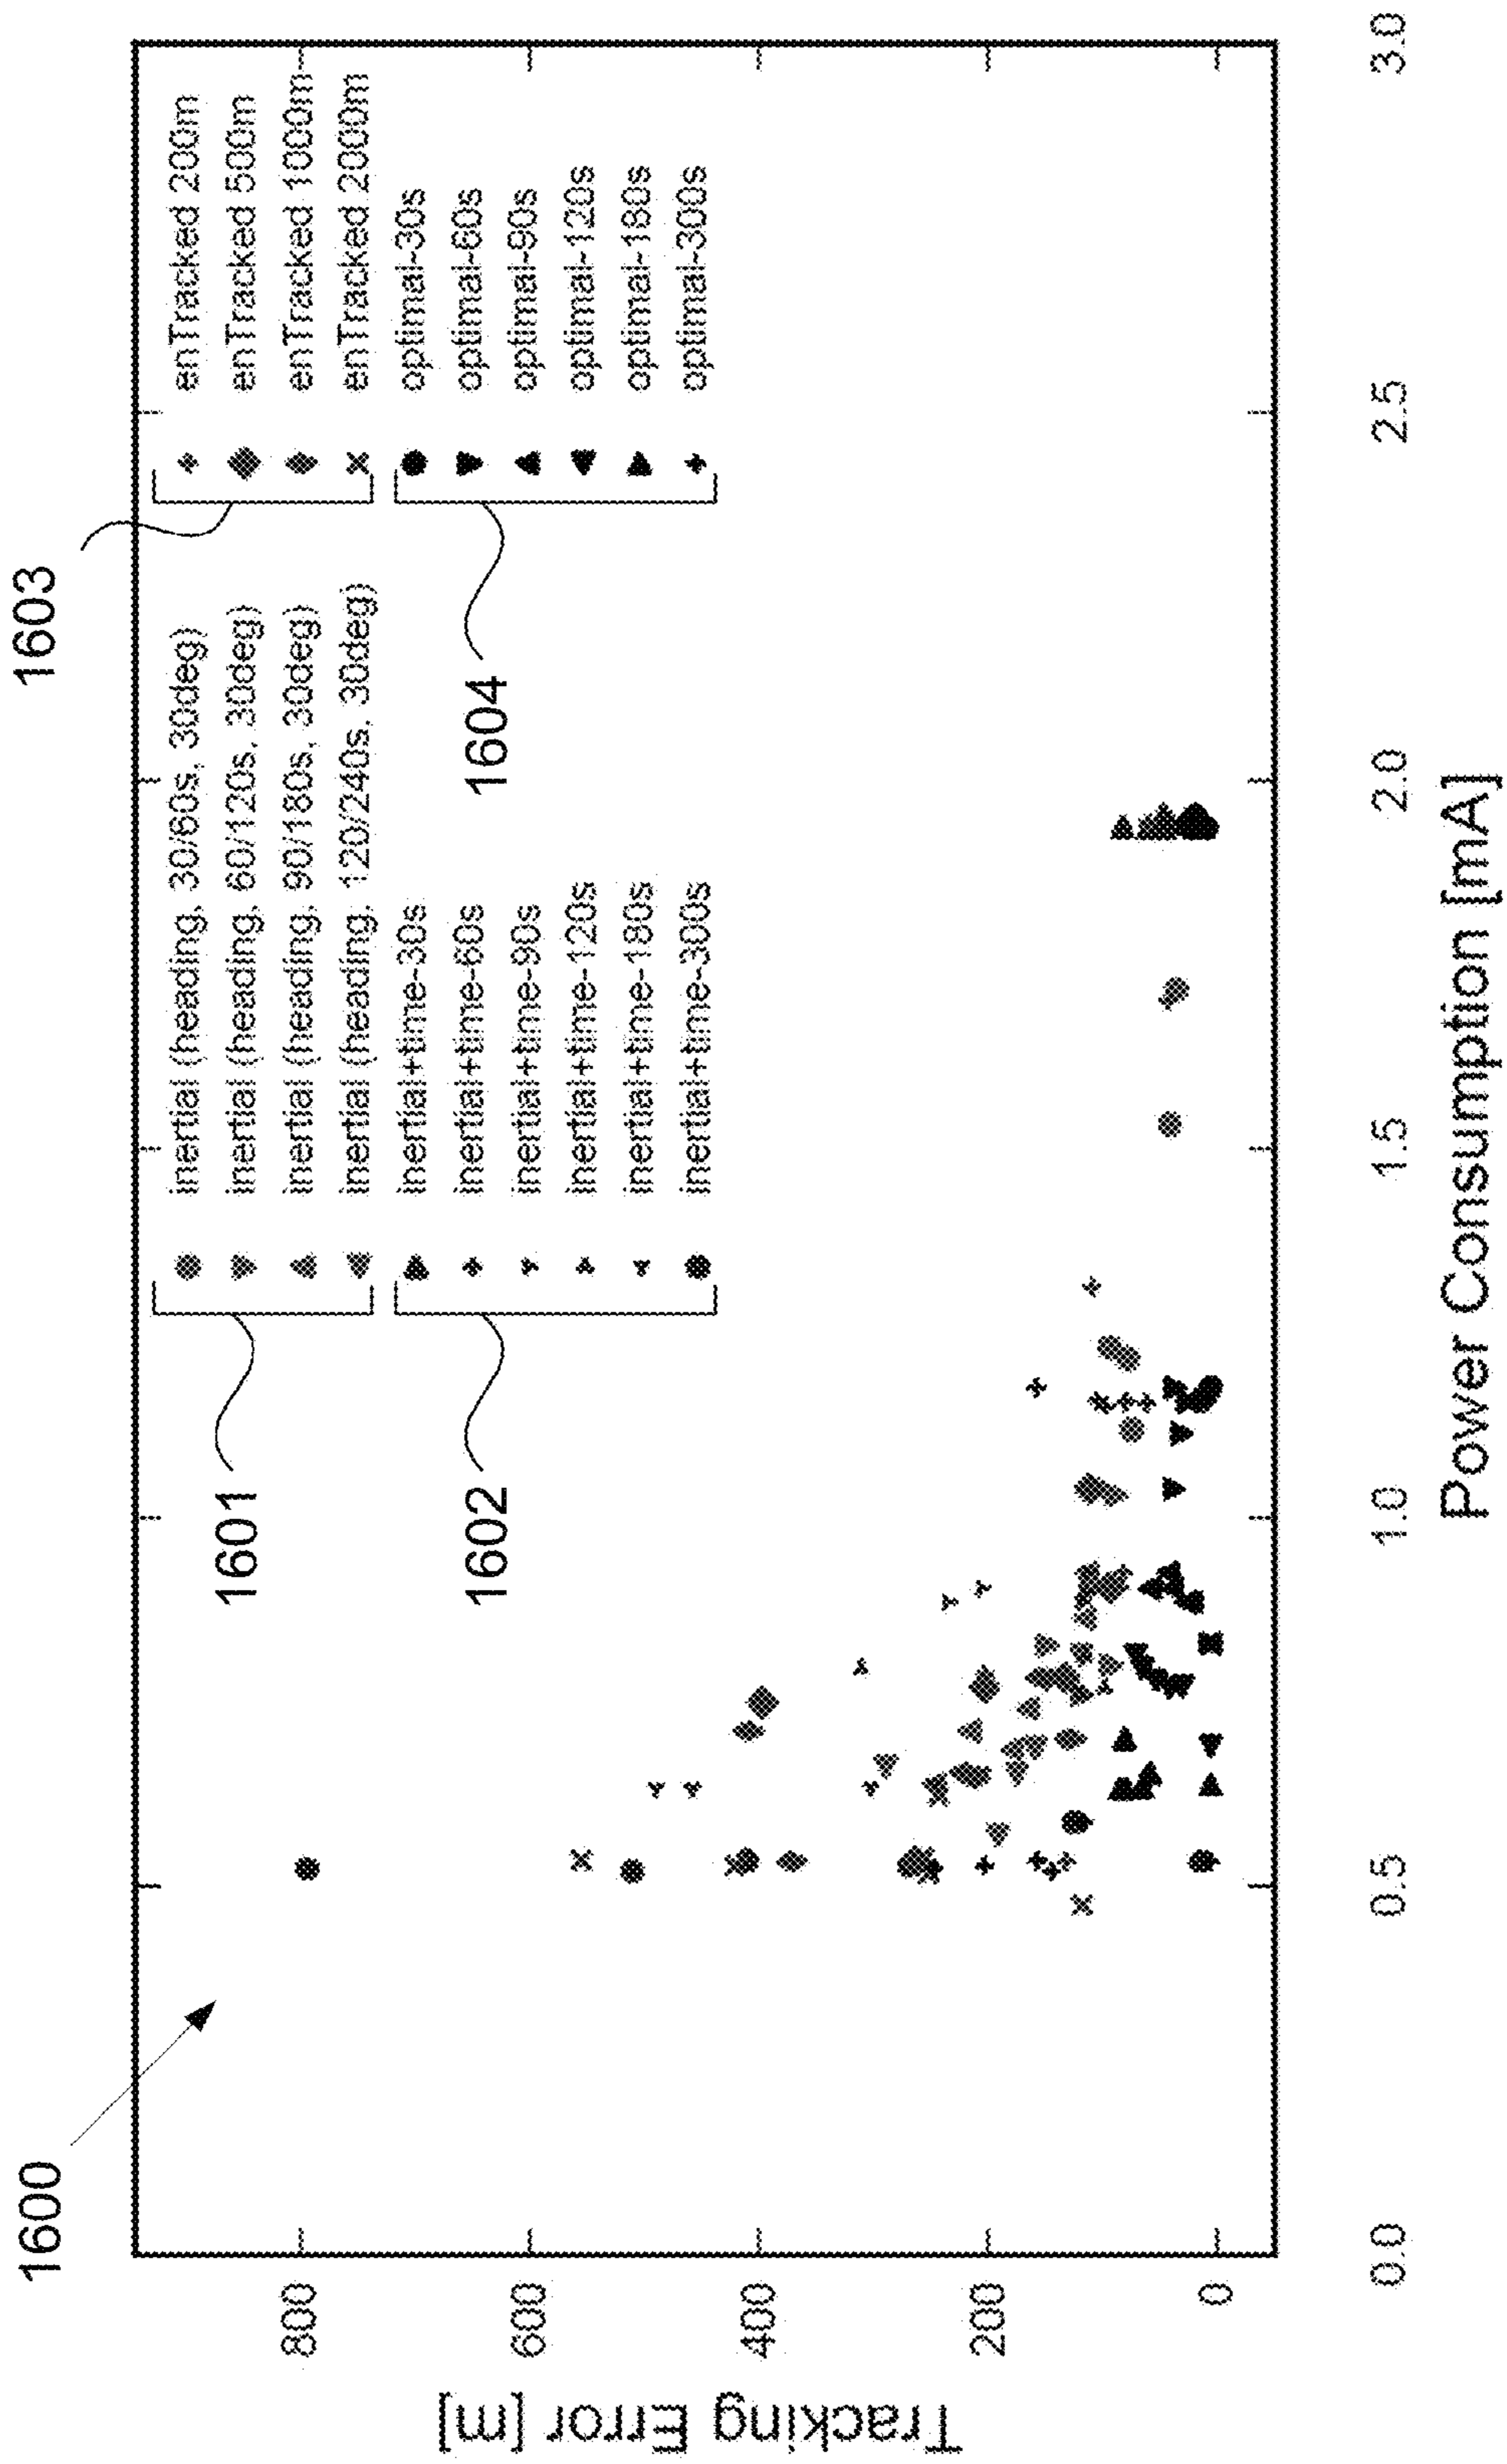 1600
1603
1601
1602
1604
inertial (heading, 30/60s, 30deg)
inertial (heading, 60/120s, 30deg)
inertial (heading, 90/180s, 30deg)
inertial (heading, 120/240s, 30deg)
inertial+time-30s
inertial+time-60s
inertial+time-90s
inertial+time-120s
inertial+time-180s
inertial+time-300s
enTracked 200m
enTracked 500m
enTracked 1000m
enTracked 2000m
optimal-30s
optimal-60s
optimal-90s
optimal-120s
optimal-180s
optimal-300s
Tracking Error [m]
800
600
400
200
0
0.0
0.5
1.0
1.5
2.0
2.5
3.0
Power Consumption [mA]